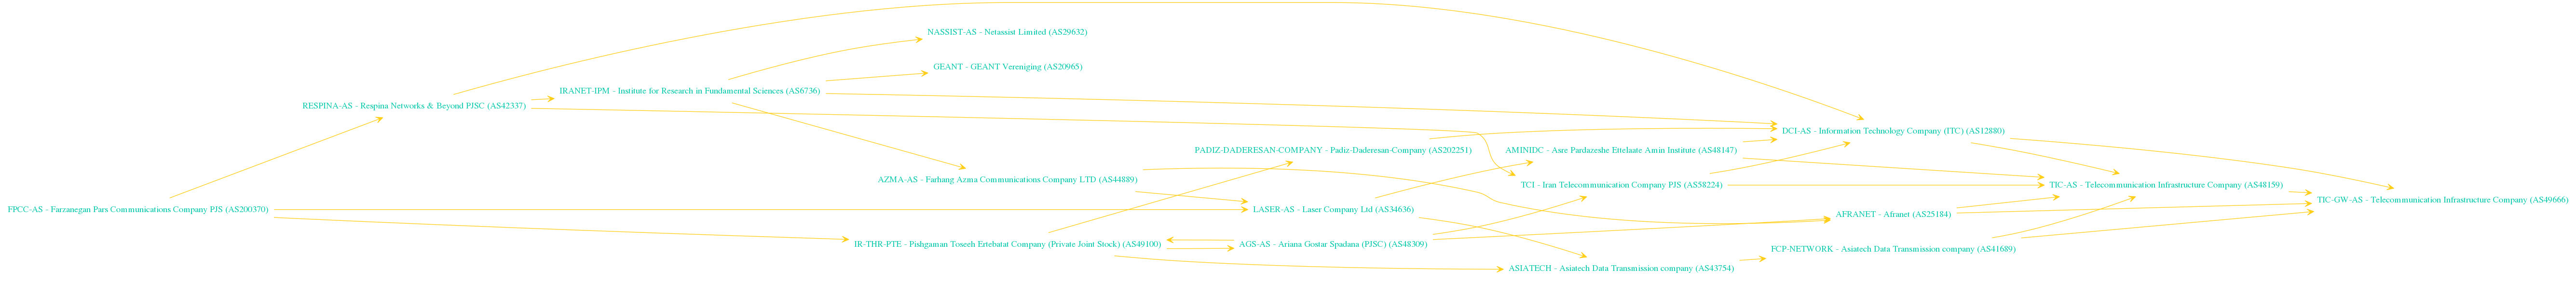 NASSIST-AS - Netassist Limited (AS29632)
GEANT - GEANT Vereniging (AS20965)
IRANET-IPM - Institute for Research in Fundamental Sciences (AS6736)
RESPINA-AS - Respina Networks & Beyond PJSC (AS42337)
DCI-AS - Information Technology Company (ITC) (AS12880)
PADIZ-DADERESAN-COMPANY - Padiz-Daderesan-Company (AS202251)
AMINIDC - Asre Pardazeshe Ettelaate Amin Institute (AS48147)
AZMA-AS - Farhang Azma Communications Company LTD (AS44889)
TCI - Iran Telecommunication Company PJS (AS58224)
TIC-AS - Telecommunication Infrastructure Company (AS48159)
TIC-GW-AS - Telecommunication Infrastructure Company (AS49666)
FPCC-AS - Farzanegan Pars Communications Company PJS (AS200370)
LASER-AS - Laser Company Ltd (AS34636)
AFRANET - Afranet (AS25184)
IR-THR-PTE - Pishgaman Toseeh Ertebatat Company (Private Joint Stock) (AS49100)
AGS-AS - Ariana Gostar Spadana (PJSC) (AS48309)
FCP-NETWORK - Asiatech Data Transmission company (AS41689)
ASIATECH - Asiatech Data Transmission company (AS43754)